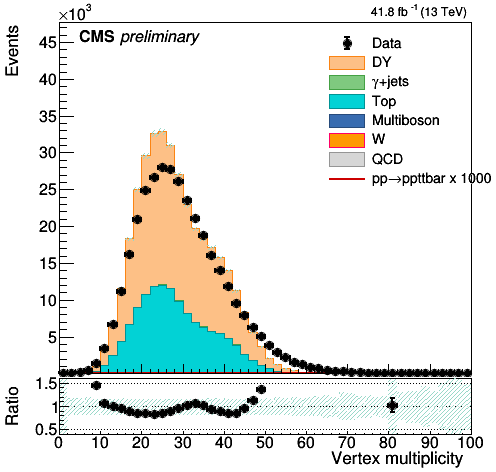 ×10³
41.8 fb⁻¹ (13 TeV)
Events
CMS preliminary
Data
DY
γ+jets
Top
Multiboson
W
QCD
pp→ppttbar x 1000
45
40
35
30
25
20
15
10
5
Ratio
1.5
1
0.5
0 10 20 30 40 50 60 70 80 90 100
Vertex multiplicity